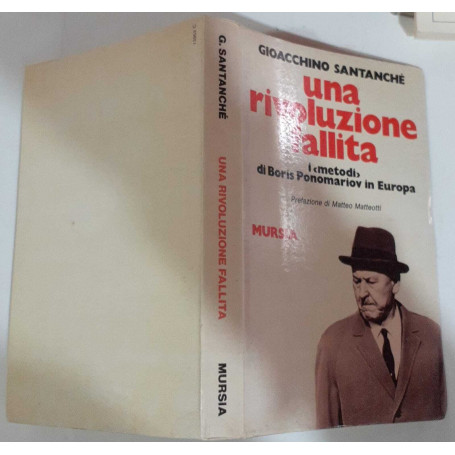 G. SANTANCHÉ
UNA RIVOLUZIONE FALLITA
MURSIA
GIOACCHINO SANTANCHÉ
una
rivoluzione
fallita
i ‹metodi›
di Boris Ponomariov in Europa
Prefazione di Matteo Matteotti
MURSIA